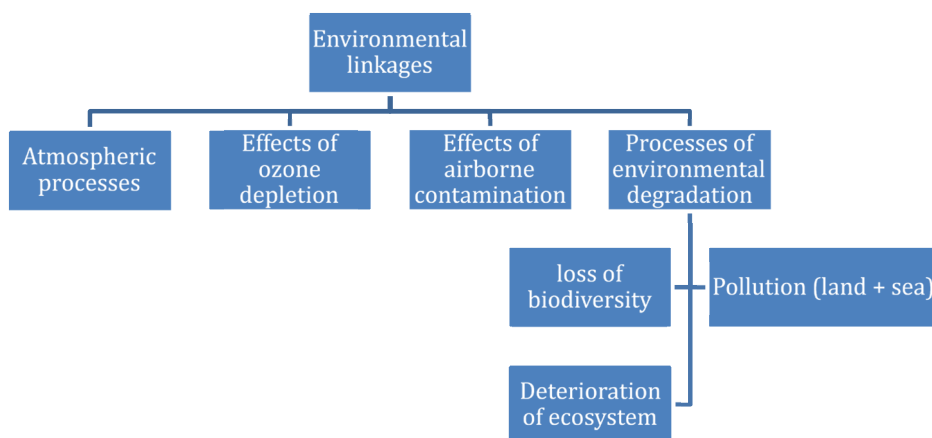 Environmental
linkages
Atmospheric
processes
Effects of
ozone
depletion
Effects of
airborne
contamination
Processes of
environmental
degradation
loss of
biodiversity
Pollution (land + sea)
Deterioration
of ecosystem